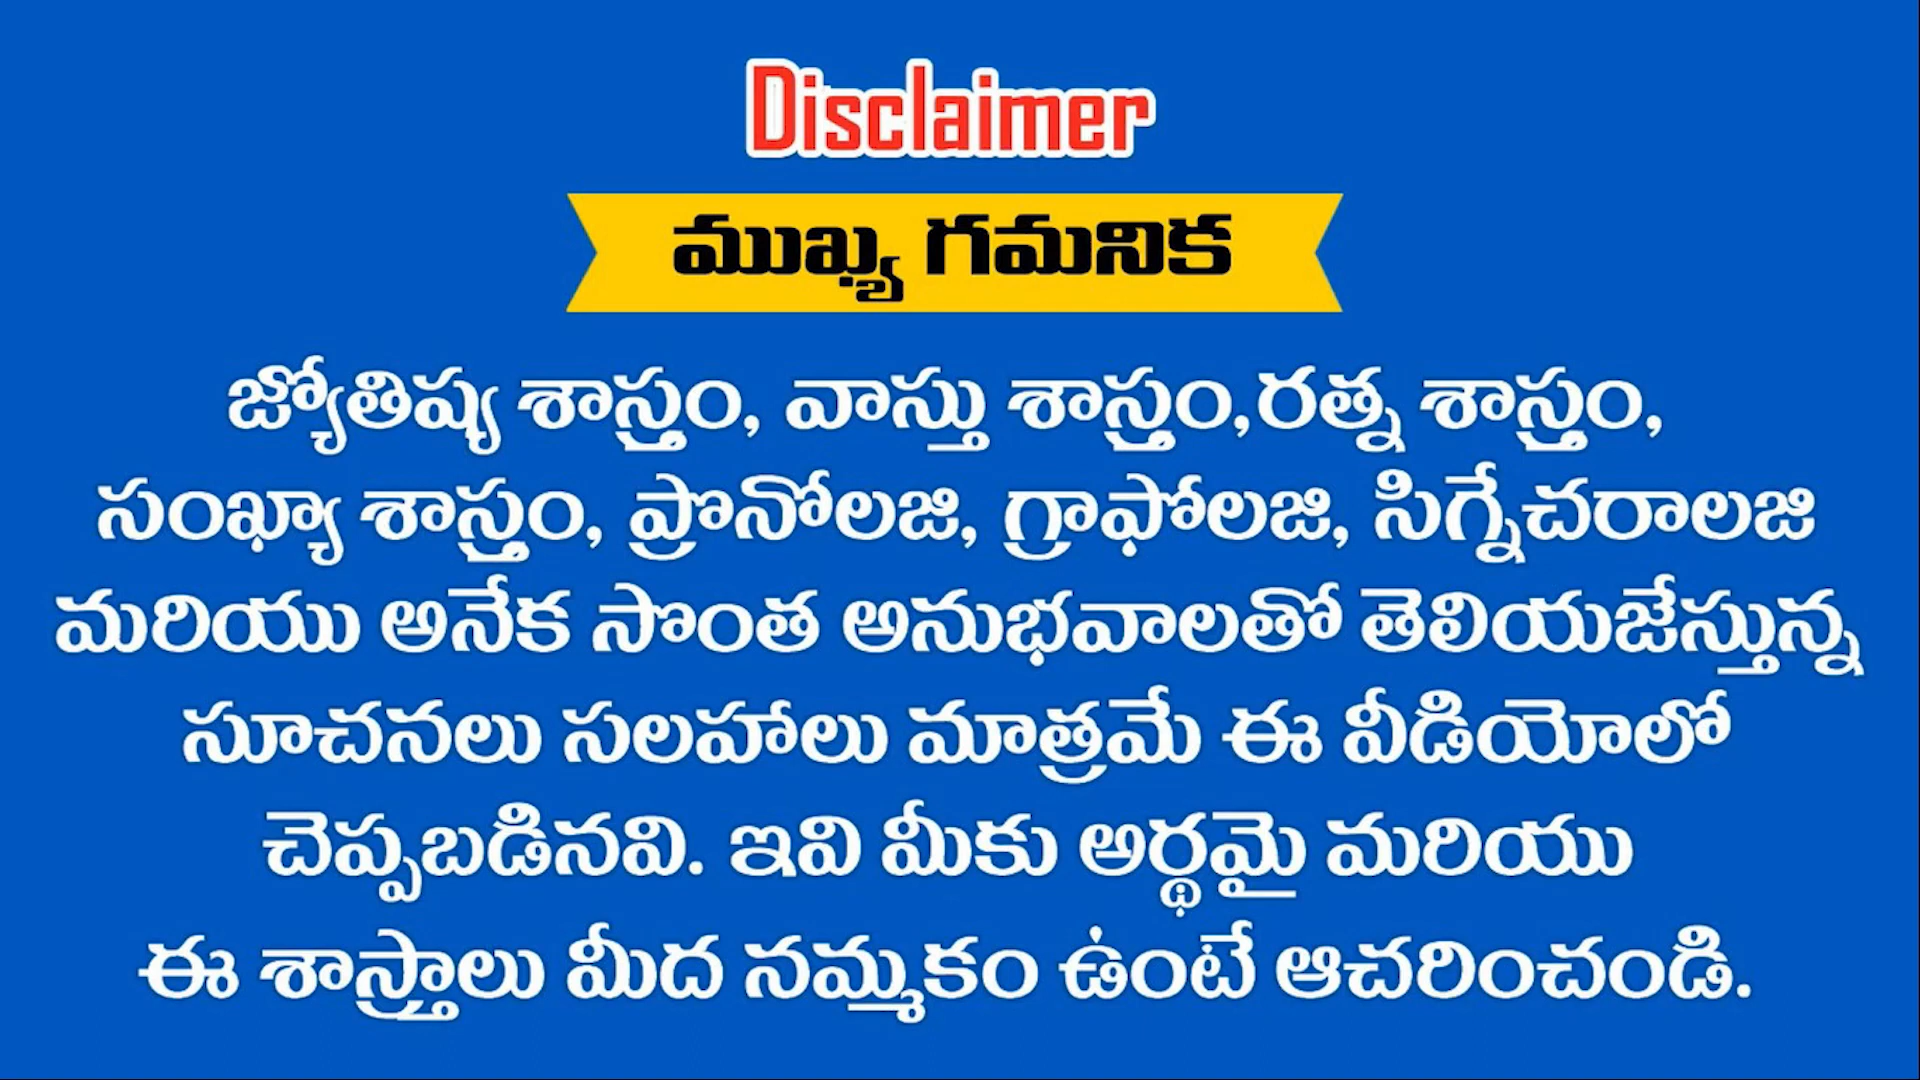 Disclaimer
ముఖ్య గమనిక
జ్యోతిష్య శాస్త్రం, వాస్తు శాస్త్రం,రత్న శాస్త్రం,
సంఖ్యా శాస్త్రం, ప్రొనోలజి, గ్రాఫోలజి, సిగ్నేచరాలజి
మరియు అనేక సొంత అనుభవాలతో తెలియజేస్తున్న
సూచనలు సలహాలు మాత్రమే ఈ వీడియోలో
చెప్పబడినవి. ఇవి మీకు అర్థమై మరియు
ఈ శాస్త్రాలు మీద నమ్మకం ఉంటే ఆచరించండి.